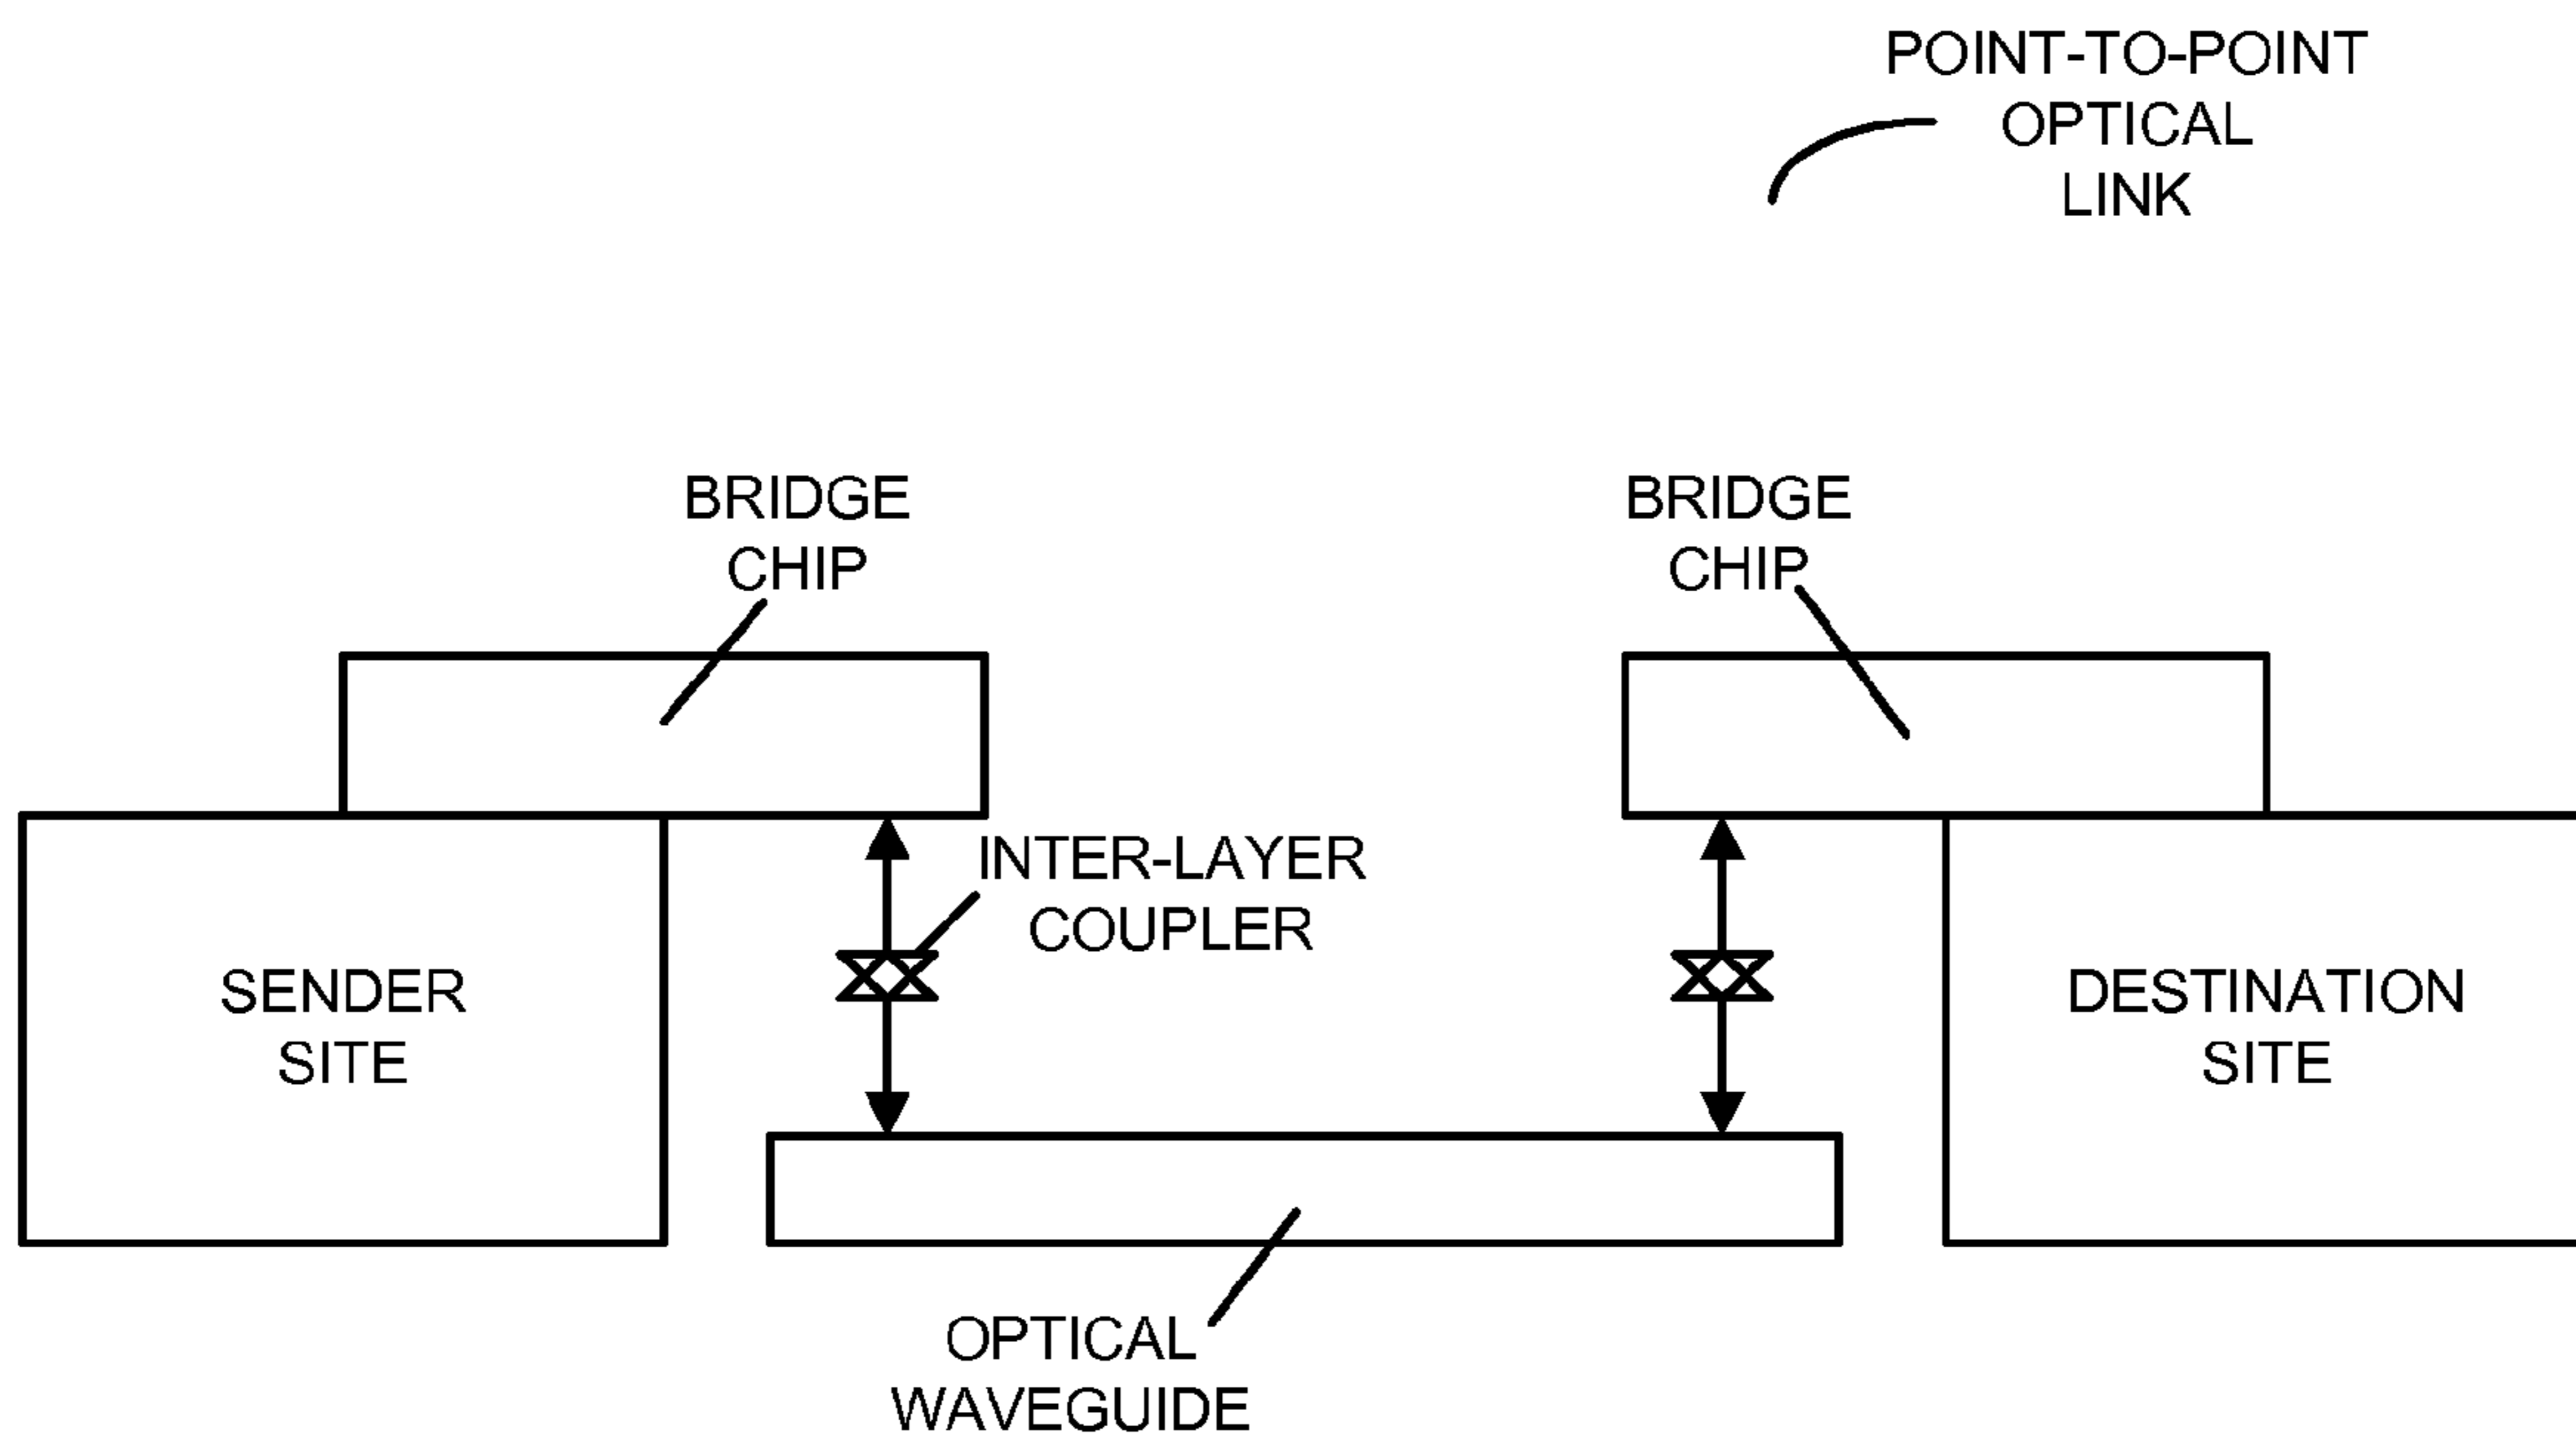 POINT-TO-POINT
OPTICAL
LINK
BRIDGE
CHIP
BRIDGE
CHIP
INTER-LAYER
COUPLER
SENDER
SITE
DESTINATION
SITE
OPTICAL
WAVEGUIDE